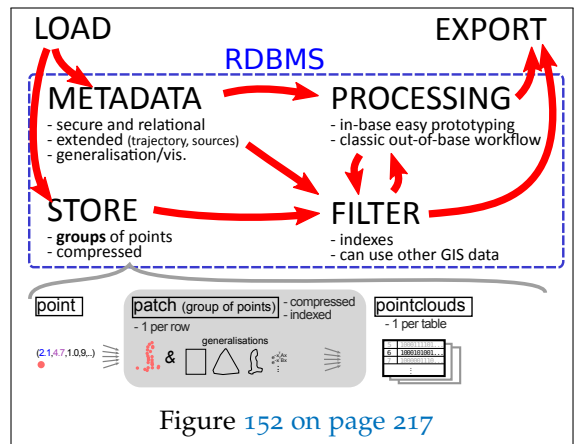 LOAD
EXPORT
RDBMS
METADATA
- secure and relational
- extended (trajectory, sources)
- generalisation/vis.
PROCESSING
- in-base easy prototyping
- classic out-of-base workflow
STORE
- groups of points
- compressed
FILTER
- indexes
- can use other GIS data
point
(2.1,4.7,1.0,9,..)
patch (group of points)
- compressed
- indexed
- 1 per row
generalisations
&
pointclouds
- 1 per table
6 1000101001...
Figure 152 on page 217